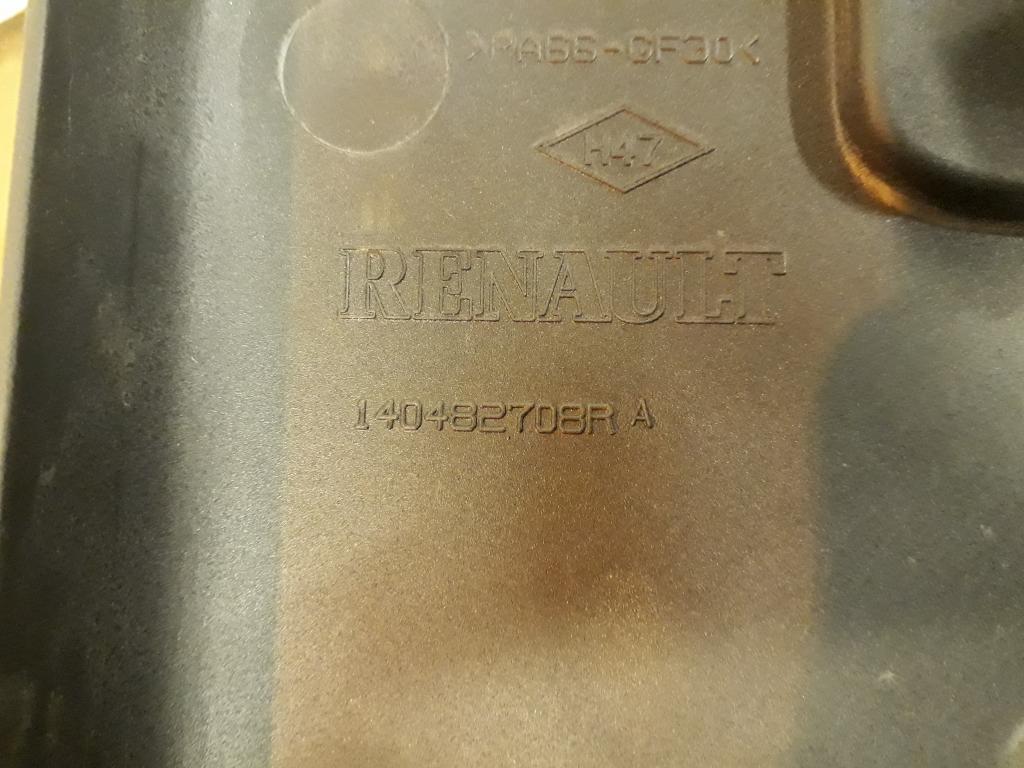 >PA66-GF30<
H47
RENAULT
140482708R A